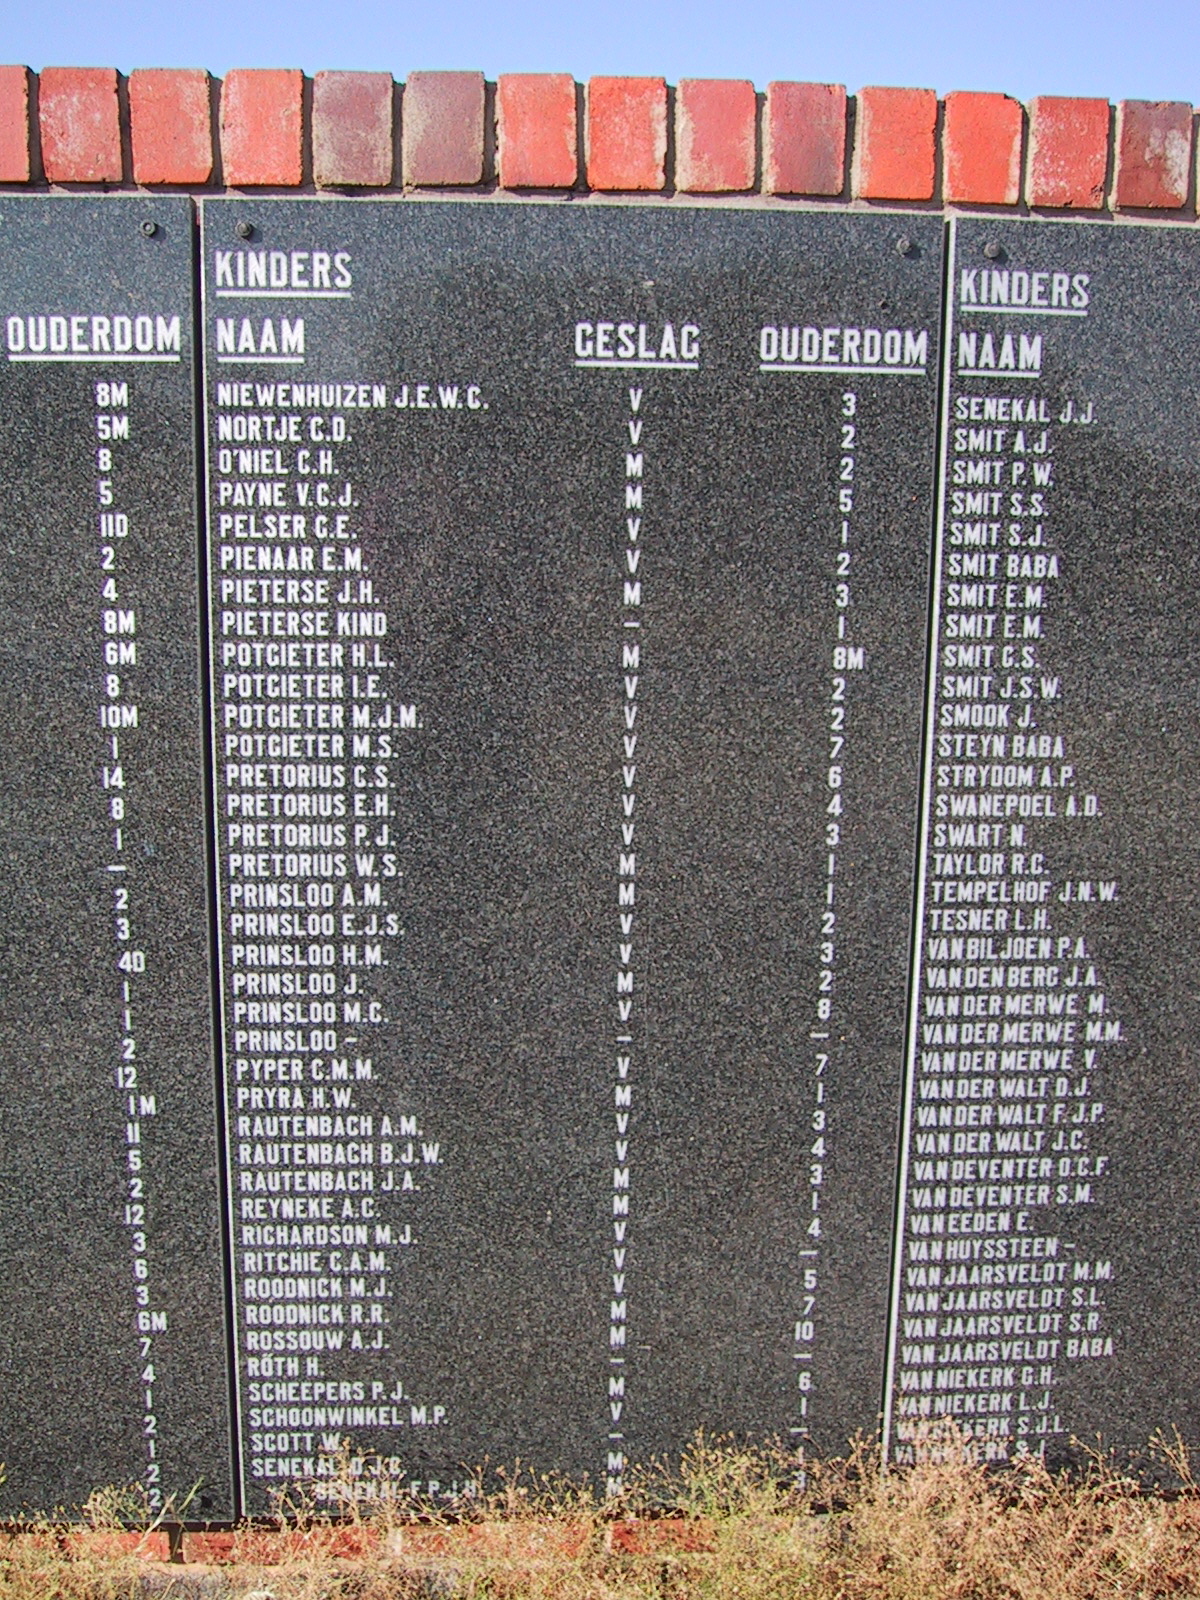 OUDERDOM
8M
5M
8
5
11D
2
4
8M
6M
8
10M
1
14
8
1
—
2
3
4D
1
1
2
12
1M
11
5
2
12
3
6
3
6M
7
4
1
2
1
2
2
KINDERS
NAAM GESLAG OUDERDOM
NIEWENHUIZEN J.E.W.C. V 3
NORTJE C.D. V 2
O'NIEL C.H. M 2
PAYNE V.C.J. M 5
PELSER C.E. V 1
PIENAAR E.M. V 2
PIETERSE J.H. M 3
PIETERSE KIND — 1
POTGIETER H.L. M 8M
POTGIETER I.E. V 2
POTGIETER M.J.M. V 2
POTGIETER M.S. V 7
PRETORIUS C.S. V 6
PRETORIUS E.H. V 4
PRETORIUS P.J. V 3
PRETORIUS W.S. M 1
PRINSLOO A.M. M 1
PRINSLOO E.J.S. V 2
PRINSLOO H.M. V 3
PRINSLOO J. M 2
PRINSLOO M.C. V 8
PRINSLOO - — —
PYPER C.M.M. V 7
PRYRA H.W. M 1
RAUTENBACH A.M. V 3
RAUTENBACH B.J.W. V 4
RAUTENBACH J.A. M 3
REYNEKE A.C. M 1
RICHARDSON M.J. V 4
RITCHIE C.A.M. V —
ROODNICK M.J. V 5
ROODNICK R.R. M 7
ROSSOUW A.J. M 10
RÖTH H. — —
SCHEEPERS P.J. M 6
SCHOONWINKEL M.P. V 1
SCOTT W. — —
SENEKAL M
SENEKAL F.P.J.H. M 3
KINDERS
NAAM
SENEKAL J.J.
SMIT A.J.
SMIT P.W.
SMIT S.S.
SMIT S.J.
SMIT BABA
SMIT E.M.
SMIT E.M.
SMIT C.S.
SMIT J.S.W.
SMOOK J.
STEYN BABA
STRYDOM A.P.
SWANEPOEL A.D.
SWART N.
TAYLOR R.C.
TEMPELHOF J.N.W.
TESNER L.H.
VAN BILJOEN P.A.
VAN DEN BERG J.A.
VAN DER MERWE M.
VAN DER MERWE M.M.
VAN DER MERWE V.
VAN DER WALT D.J.
VAN DER WALT F.J.P.
VAN DER WALT J.C.
VAN DEVENTER O.C.F.
VAN DEVENTER S.M.
VAN EEDEN E.
VAN HUYSSTEEN -
VAN JAARSVELDT M.M.
VAN JAARSVELDT S.L.
VAN JAARSVELDT S.R.
VAN JAARSVELDT BABA
VAN NIEKERK G.H.
VAN NIEKERK L.J.
VAN NIEKERK S.J.L.
VAN NIEKERK S.J.